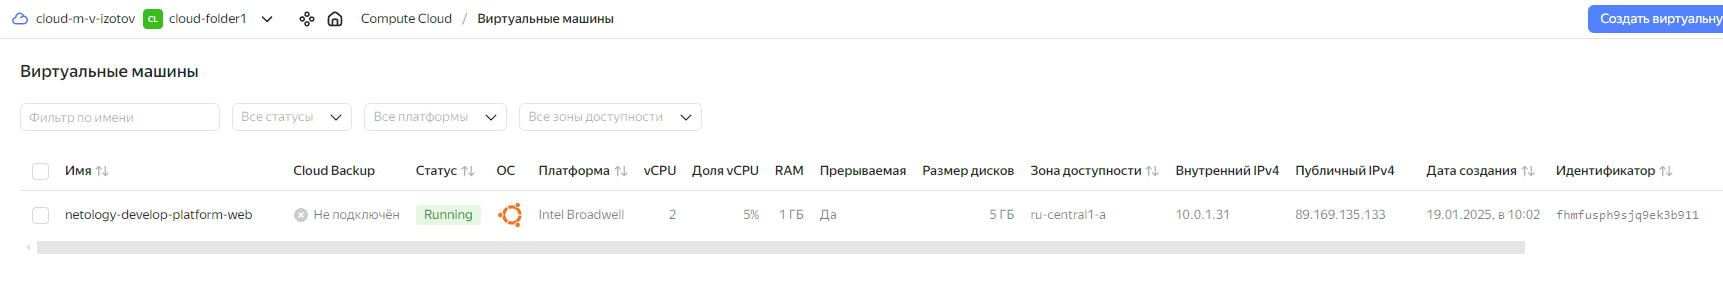 cloud-m-v-izotov CL cloud-folder1 Compute Cloud / Виртуальные машины Создать виртуальну
Виртуальные машины
Фильтр по имени Все статусы Все платформы Все зоны доступности
Имя Cloud Backup Статус ОС Платформа vCPU Доля vCPU RAM Прерываемая Размер дисков Зона доступности Внутренний IPv4 Публичный IPv4 Дата создания Идентификатор
netology-develop-platform-web Не подключён Running Intel Broadwell 2 5% 1 ГБ Да 5 ГБ ru-central1-a 10.0.1.31 89.169.135.133 19.01.2025, в 10:02 fhmfusph9sjq9ek3b911